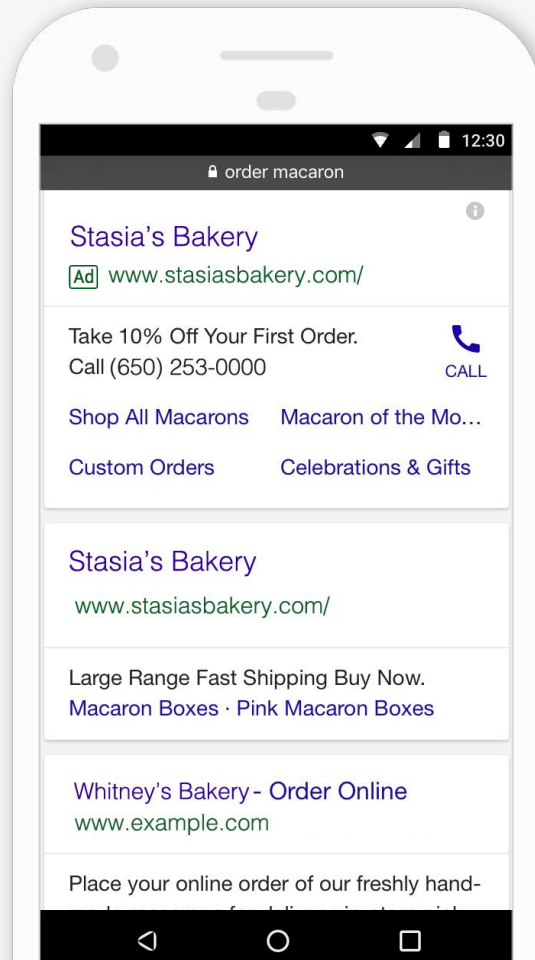 12:30
order macaron
Stasia's Bakery
Ad www.stasiasbakery.com/
Take 10% Off Your First Order.
Call (650) 253-0000
CALL
Shop All Macarons Macaron of the Mo...
Custom Orders Celebrations & Gifts
Stasia's Bakery
www.stasiasbakery.com/
Large Range Fast Shipping Buy Now.
Macaron Boxes · Pink Macaron Boxes
Whitney's Bakery - Order Online
www.example.com
Place your online order of our freshly hand-